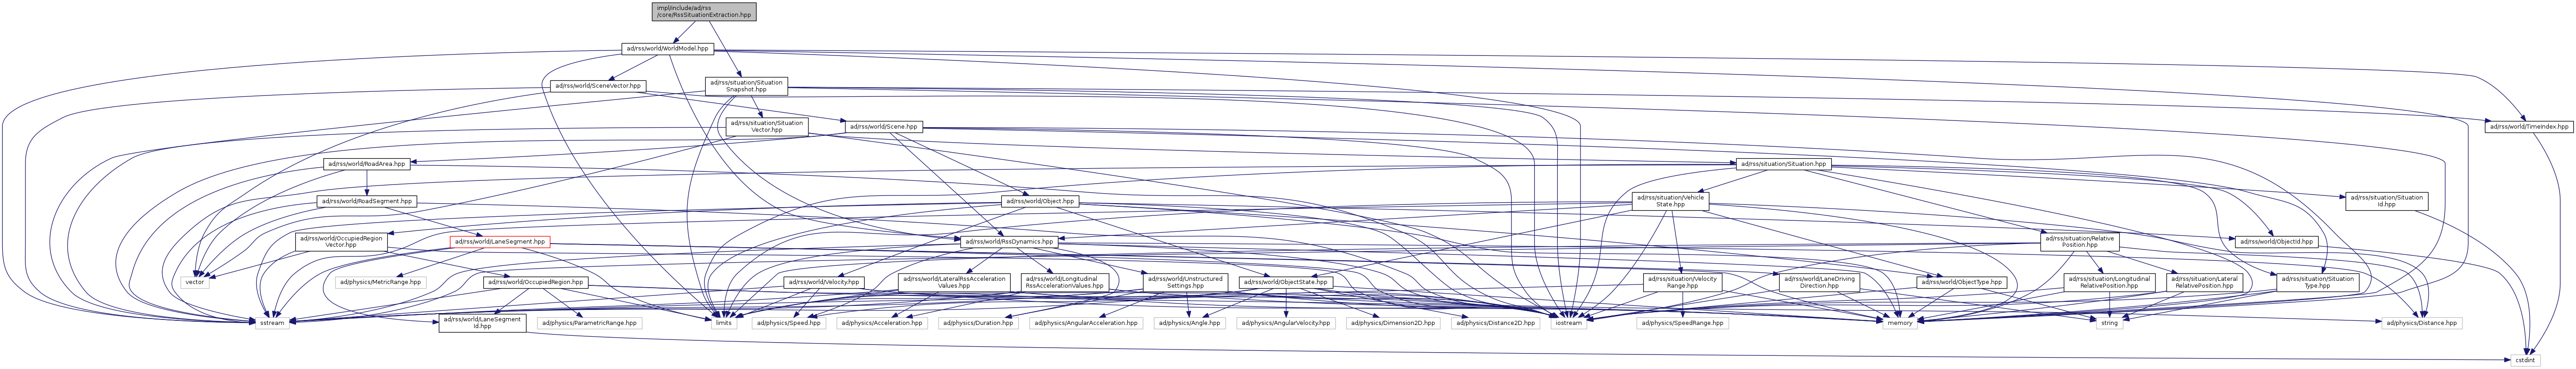 impl/include/ad/rss
/core/RssSituationExtraction.hpp
ad/rss/world/WorldModel.hpp
ad/rss/world/SceneVector.hpp
ad/rss/situation/Situation
Snapshot.hpp
ad/rss/situation/Situation
Vector.hpp
ad/rss/world/Scene.hpp
ad/rss/world/TimeIndex.hpp
ad/rss/world/RoadArea.hpp
ad/rss/situation/Situation.hpp
ad/rss/world/RoadSegment.hpp
ad/rss/world/Object.hpp
ad/rss/situation/Vehicle
State.hpp
ad/rss/situation/Situation
Id.hpp
ad/rss/world/OccupiedRegion
Vector.hpp
ad/rss/world/LaneSegment.hpp
ad/rss/world/RssDynamics.hpp
ad/rss/situation/Relative
Position.hpp
ad/rss/world/ObjectId.hpp
vector
ad/physics/MetricRange.hpp
ad/rss/world/OccupiedRegion.hpp
ad/rss/world/Velocity.hpp
ad/rss/world/LateralRssAcceleration
Values.hpp
ad/rss/world/Longitudinal
RssAccelerationValues.hpp
ad/rss/world/Unstructured
Settings.hpp
ad/rss/world/ObjectState.hpp
ad/rss/situation/Velocity
Range.hpp
ad/rss/world/LaneDriving
Direction.hpp
ad/rss/world/ObjectType.hpp
ad/rss/situation/Longitudinal
RelativePosition.hpp
ad/rss/situation/Lateral
RelativePosition.hpp
ad/rss/situation/Situation
Type.hpp
sstream
ad/rss/world/LaneSegment
Id.hpp
ad/physics/ParametricRange.hpp
limits
ad/physics/Speed.hpp
ad/physics/Acceleration.hpp
ad/physics/Duration.hpp
ad/physics/AngularAcceleration.hpp
ad/physics/Angle.hpp
ad/physics/AngularVelocity.hpp
ad/physics/Dimension2D.hpp
ad/physics/Distance2D.hpp
iostream
ad/physics/SpeedRange.hpp
memory
string
ad/physics/Distance.hpp
cstdint